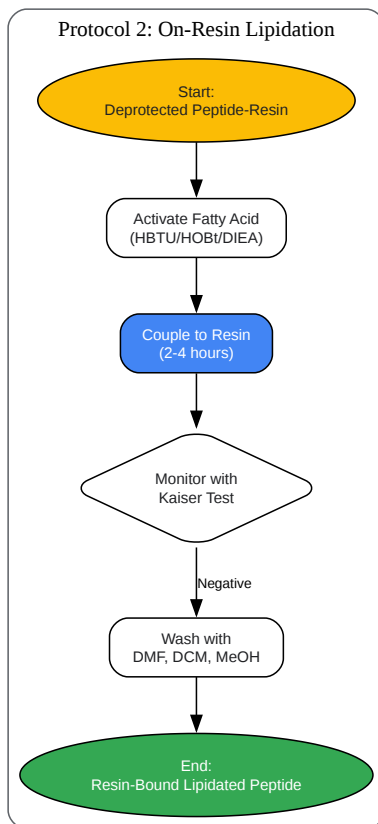 Protocol 2: On-Resin Lipidation
Start:
Deprotected Peptide-Resin
Activate Fatty Acid
(HBTU/HOBt/DIEA)
Couple to Resin
(2-4 hours)
Monitor with
Kaiser Test
Negative
Wash with
DMF, DCM, MeOH
End:
Resin-Bound Lipidated Peptide